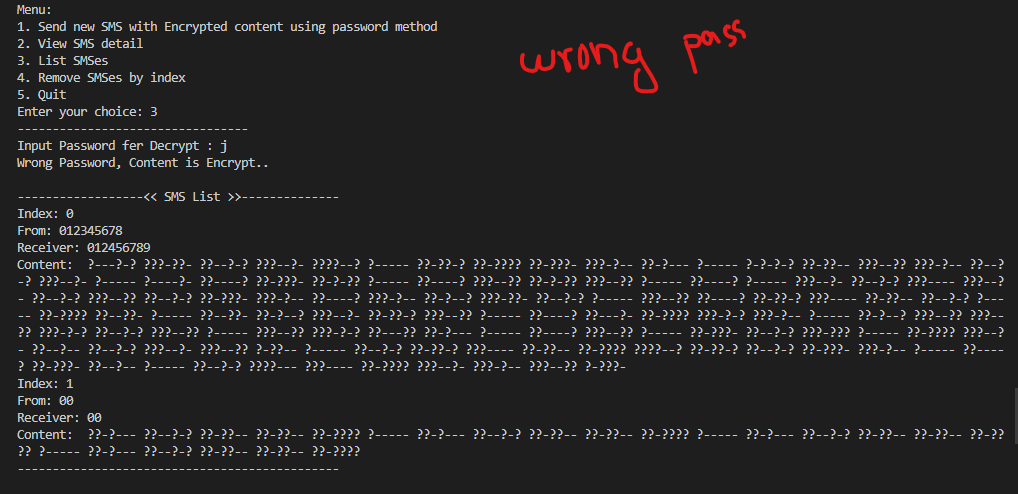 Menu:
1. Send new SMS with Encrypted content using password method
2. View SMS detail
3. List SMSes
4. Remove SMSes by index
5. Quit
Enter your choice: 3
wrong pass
---------------------------------
Input Password fer Decrypt : j
Wrong Password, Content is Encrypt..
------------------<< SMS List >>--------------
Index: 0
From: 012345678
Receiver: 012456789
Content:  ?---?-? ???-??- ??--?-? ???--?- ????--? ?----- ??-??-? ??-???? ??-???- ???-?-- ??-?--- ?----- ?-?-?-? ??-??-- ???--?? ???-?-- ??--?
-? ???--?- ?----- ?----?- ??----? ??-???- ??-?-?? ?----- ??----? ???--?? ??-?-?? ???--?? ?----- ??----? ?----- ???--?- ??--?-? ???---- ???--?
- ??--?-? ???--?? ??--?-? ??-???- ???-?-- ??----? ???-?-- ??-?--? ???-??- ??--?-? ?----- ???--?? ??----? ??-??-? ???---- ??-??-- ??--?-? ?---
-- ??-???? ??--??- ?----- ??--??- ??-?--? ???--?- ??-??-? ???--?? ?----- ??----? ??---?- ??-???? ???-?-? ???-?-- ?----- ??-?--? ???--?? ???--
?? ???-?-? ??--?-? ???--?? ?----- ???--?? ???-?-? ??---?? ??-?--- ?----- ??----? ???--?? ?----- ??-???- ??--?-? ???-??? ?----- ??-???? ???--?
- ??--?-- ??--?-? ???--?- ???--?? ?-??-- ?----- ??--?-? ??-??-? ???---- ??-??-- ??-???? ????--? ??--?-? ??--?-? ??-???- ???-?-- ?----- ??----
? ??-???- ??--?-- ?----- ??--?-? ????--- ???---- ??-???? ???--?- ???-?-- ???--?? ?-???-
Index: 1
From: 00
Receiver: 00
Content:  ??-?--- ??--?-? ??-??-- ??-??-- ??-???? ?----- ??-?--- ??--?-? ??-??-- ??-??-- ??-???? ?----- ??-?--- ??--?-? ??-??-- ??-??-- ??-??
?? ?----- ??-?--- ??--?-? ??-??-- ??-??-- ??-????
----------------------------------------------